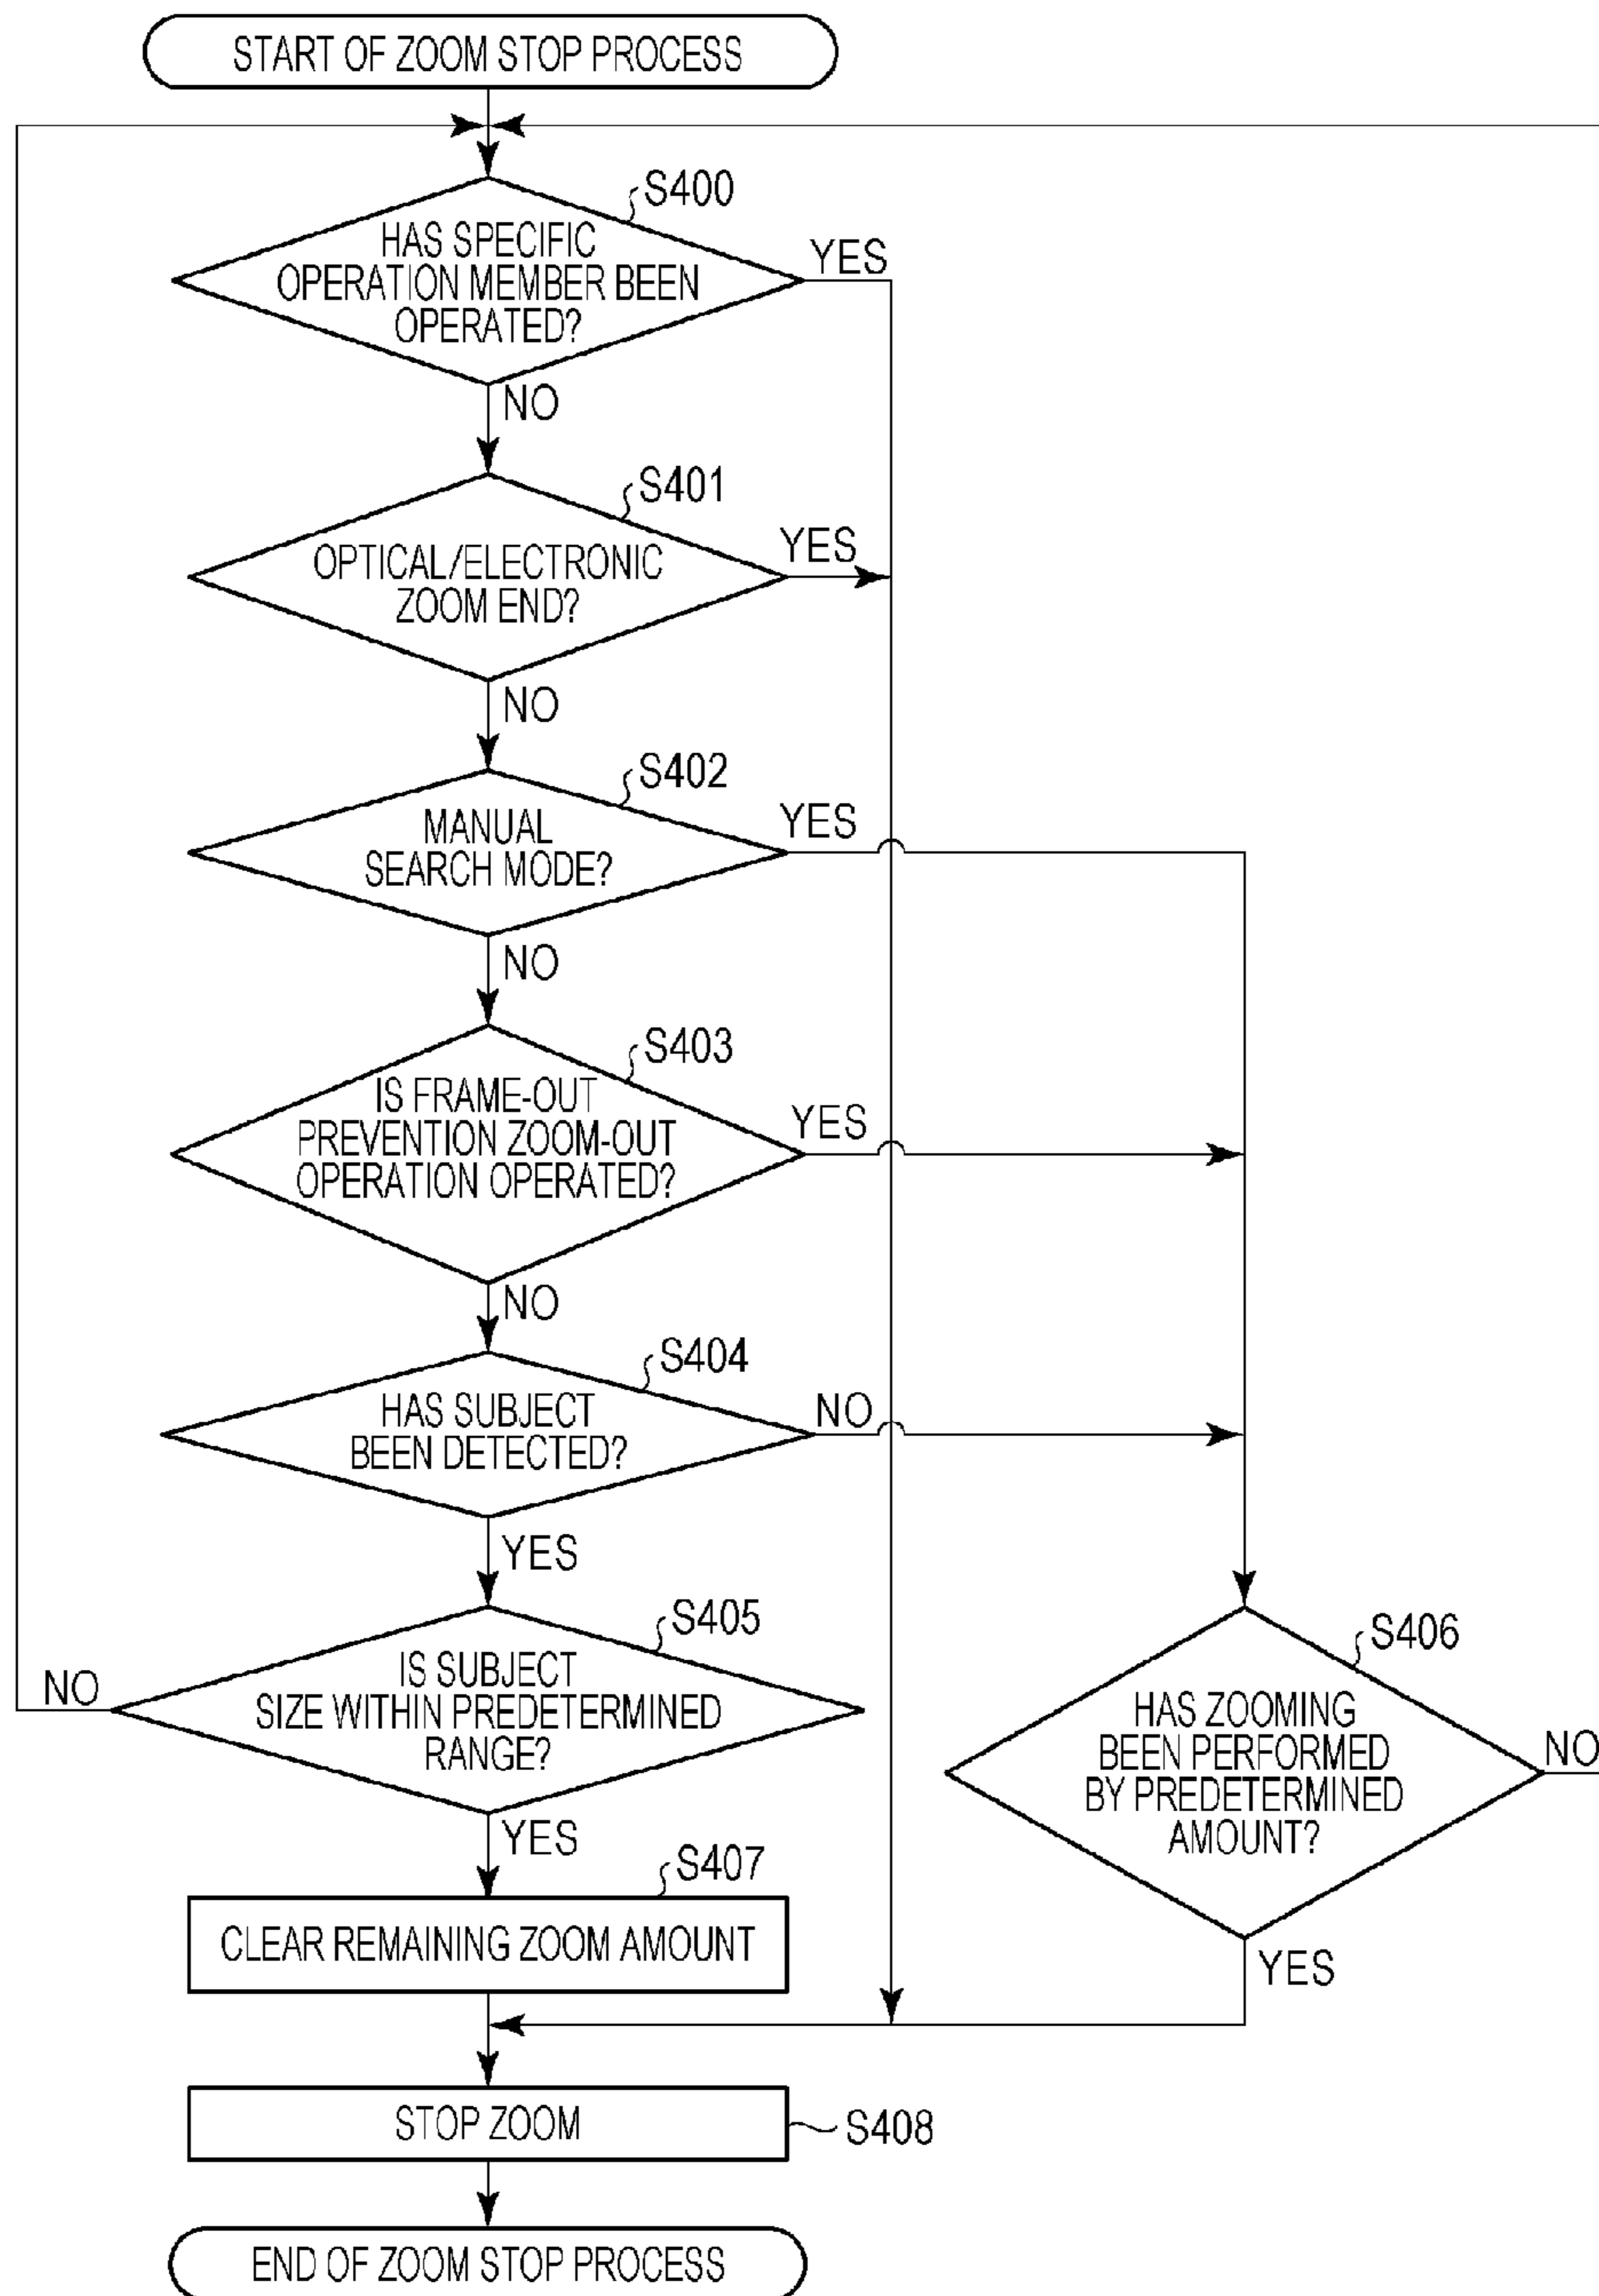 START OF ZOOM STOP PROCESS
S400
HAS SPECIFIC
OPERATION MEMBER BEEN
OPERATED?
YES
NO
S401
OPTICAL/ELECTRONIC
ZOOM END?
YES
NO
S402
MANUAL
SEARCH MODE?
YES
NO
S403
IS FRAME-OUT
PREVENTION ZOOM-OUT
OPERATION OPERATED?
YES
NO
S404
HAS SUBJECT
BEEN DETECTED?
NO
YES
S405
IS SUBJECT
SIZE WITHIN PREDETERMINED
RANGE?
NO
YES
S406
HAS ZOOMING
BEEN PERFORMED
BY PREDETERMINED
AMOUNT?
NO
YES
S407
CLEAR REMAINING ZOOM AMOUNT
STOP ZOOM
S408
END OF ZOOM STOP PROCESS